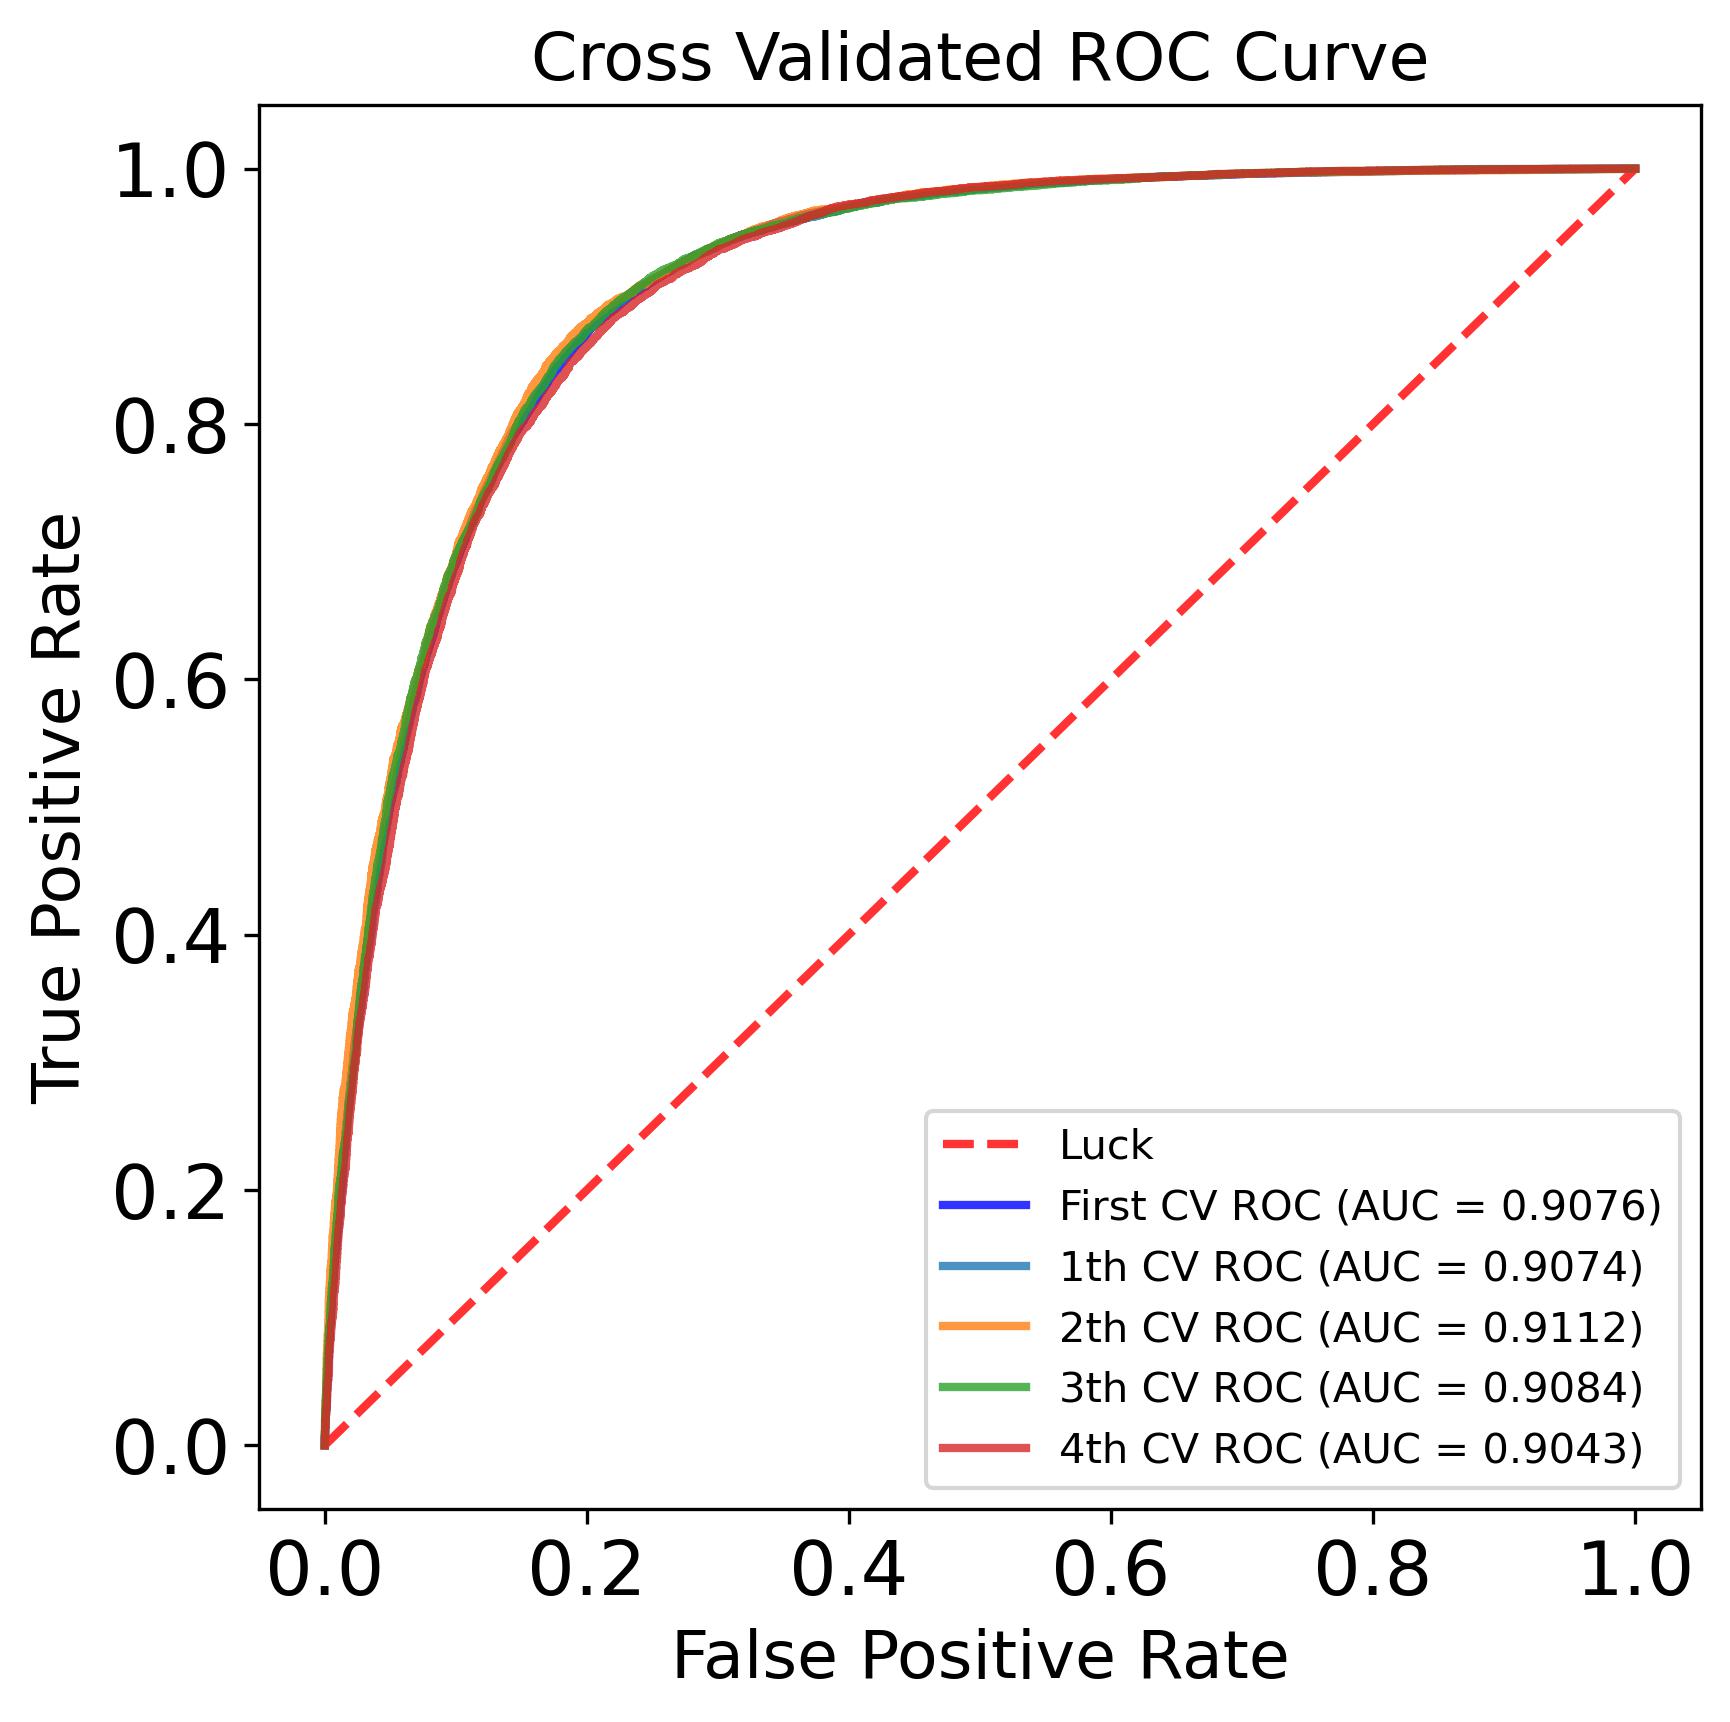 Cross Validated ROC Curve
1.0
0.8
0.6
0.4
0.2
0.0
True Positive Rate
Luck
First CV ROC (AUC = 0.9076)
1th CV ROC (AUC = 0.9074)
2th CV ROC (AUC = 0.9112)
3th CV ROC (AUC = 0.9084)
4th CV ROC (AUC = 0.9043)
0.0 0.2 0.4 0.6 0.8 1.0
False Positive Rate